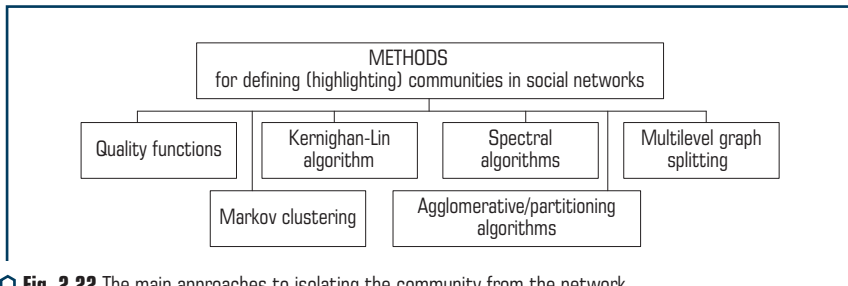 METHODS
for defining (highlighting) communities in social networks
Quality functions
Kernighan-Lin
algorithm
Spectral
algorithms
Multilevel graph
splitting
Markov clustering
Agglomerative/partitioning
algorithms
Fig. 2.22 The main approaches to isolating the community from the network